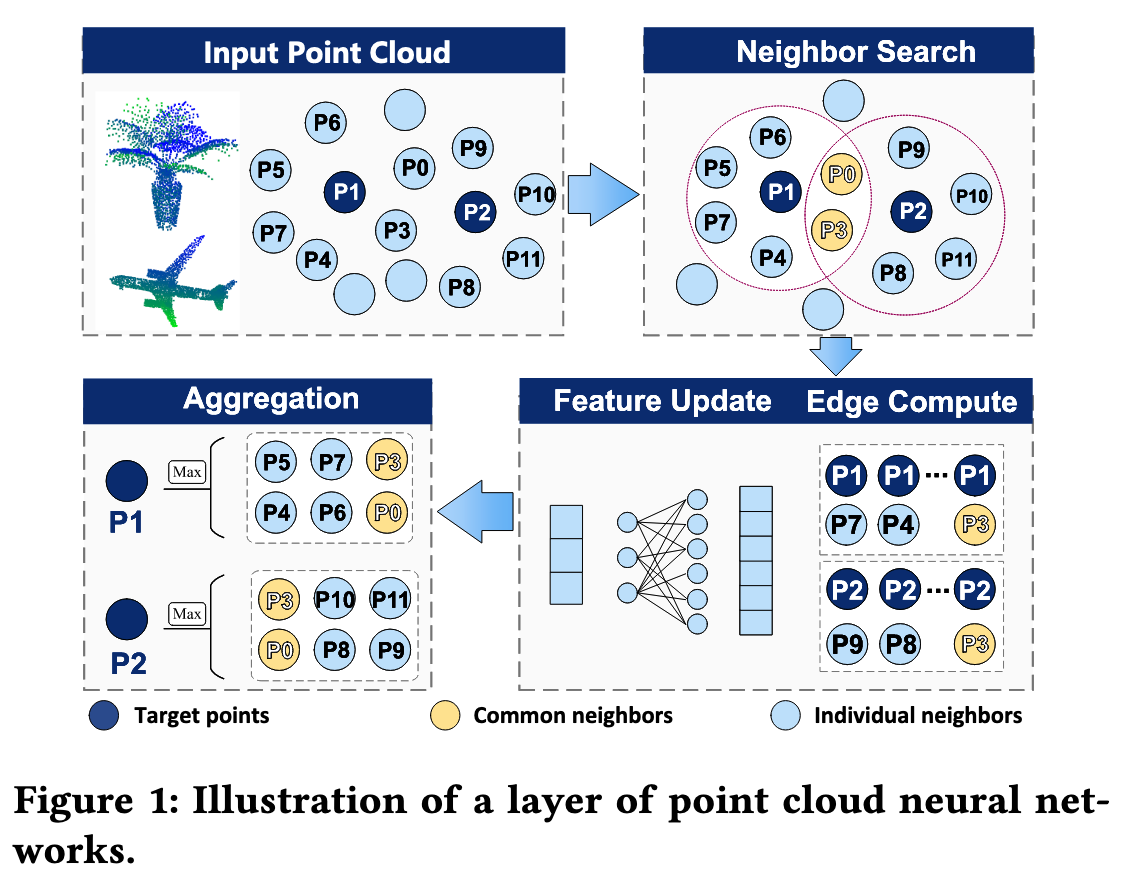 Input Point Cloud
P6
P9
P5
P0
P1
P10
P2
P7
P3
P4
P11
P8
Neighbor Search
P6
P9
P5
P0
P1
P10
P2
P7
P3
P4
P11
P8
Aggregation
Max
P5 P7 P3
P4 P6 P0
P1
Max
P3 P10 P11
P0 P8 P9
P2
Feature Update Edge Compute
P1 P1 ... P1
P7 P4 P3
P2 P2 ... P2
P9 P8 P3
Target points Common neighbors Individual neighbors
Figure 1: Illustration of a layer of point cloud neural net-
works.